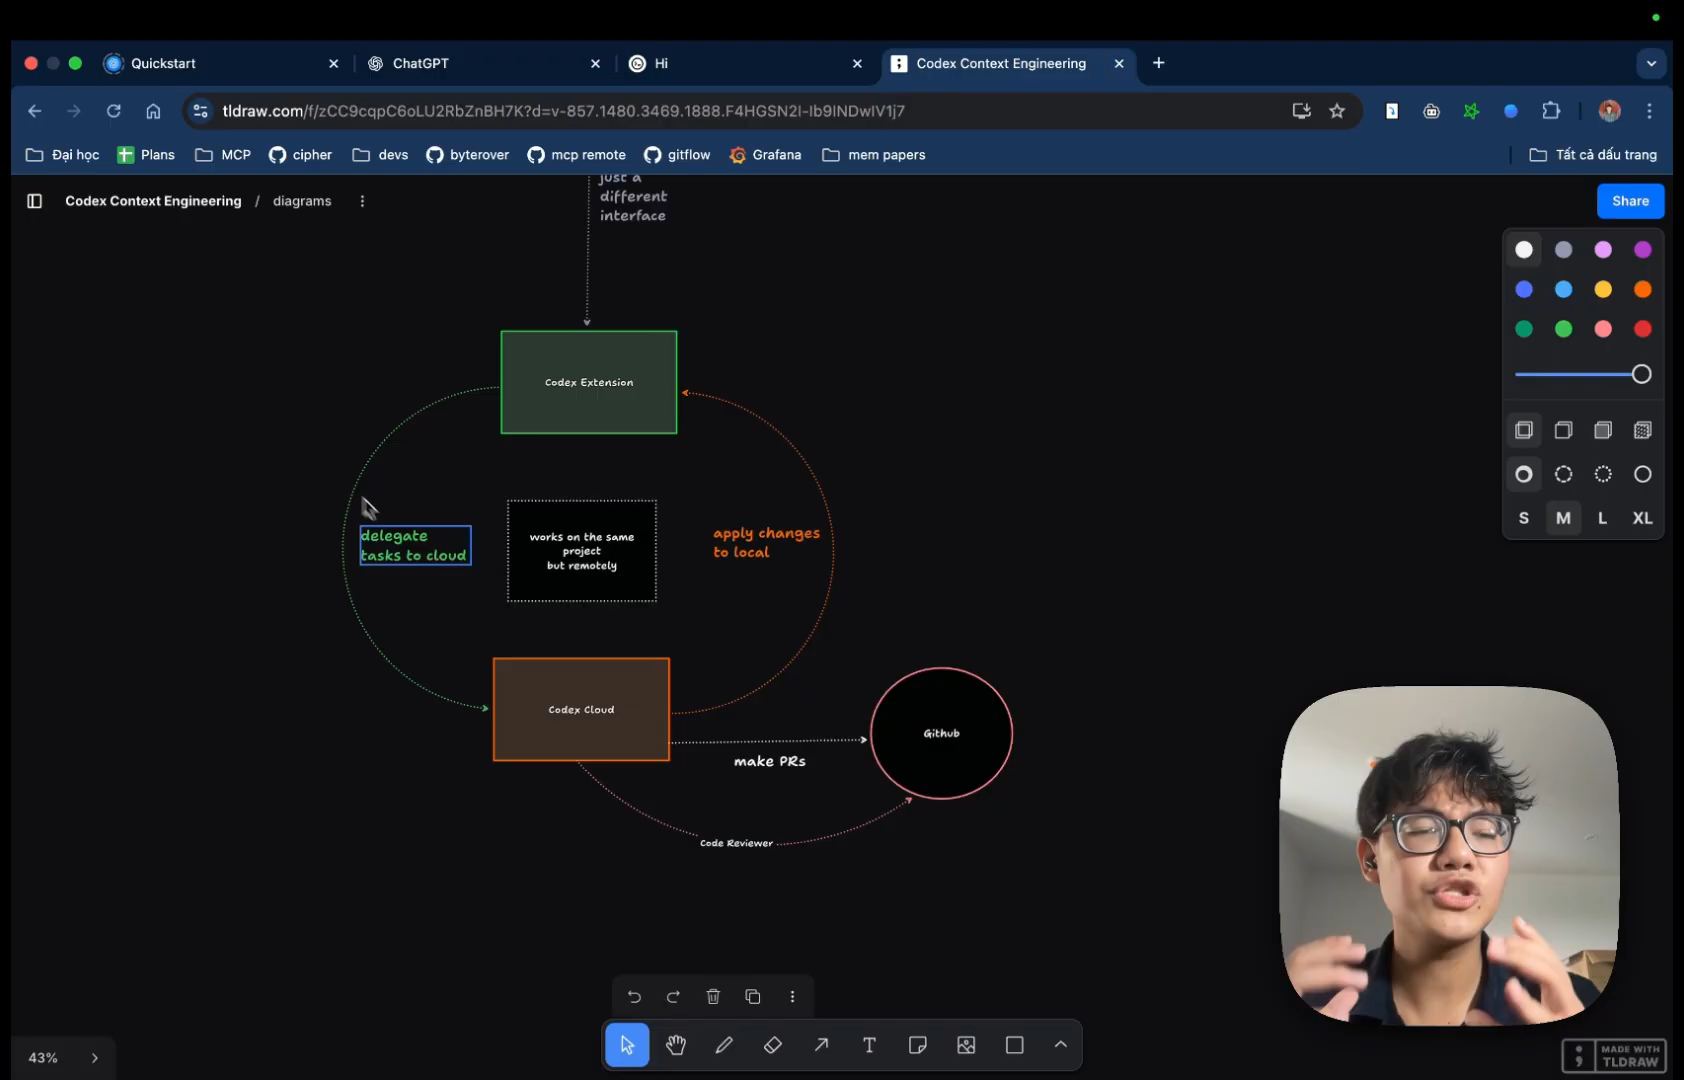 Quickstart
ChatGPT
Hi
Codex Context Engineering
tldraw.com/f/zCC9cqpC6oLU2RbZnBH7K?d=v-857.1480.3469.1888.F4HGSN2I-Ib9INDwIV1j7
Đại học
Plans
MCP
cipher
devs
byterover
mcp remote
gitflow
Grafana
mem papers
Tất cả dấu trang
Codex Context Engineering / diagrams
Share
just a
different
interface
Codex Extension
delegate
tasks to cloud
works on the same
project
but remotely
apply changes
to local
Codex Cloud
Github
make PRs
Code Reviewer
S M L XL
43%
MADE WITH
TLDRAW